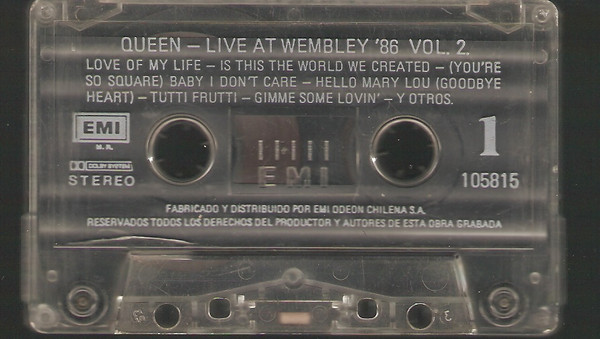 QUEEN – LIVE AT WEMBLEY '86 VOL. 2.
LOVE OF MY LIFE – IS THIS THE WORLD WE CREATED – (YOU'RE
SO SQUARE) BABY I DON'T CARE – HELLO MARY LOU (GOODBYE
HEART) – TUTTI FRUTTI – GIMME SOME LOVIN' – Y OTROS.
EMI
M. R.
DOLBY SYSTEM
STEREO
EMI
1
105815
FABRICADO Y DISTRIBUIDO POR EMI ODEON CHILENA S.A.
RESERVADOS TODOS LOS DERECHOS DEL PRODUCTOR Y AUTORES DE ESTA OBRA GRABADA